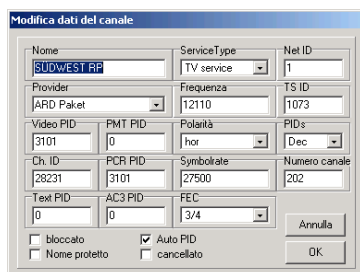 Modifica dati del canale
Nome ServiceType Net ID
SÜDWEST RP TV service 1
Provider Frequenza TS ID
ARD Paket 12110 1073
Video PID PMT PID Polarità PIDs
3101 0 hor Dec
Ch. ID PCR PID Symbolrate Numero canale
28231 3101 27500 202
Text PID AC3 PID FEC
0 0 3/4
Annulla
bloccato Auto PID
Nome protetto cancellato OK